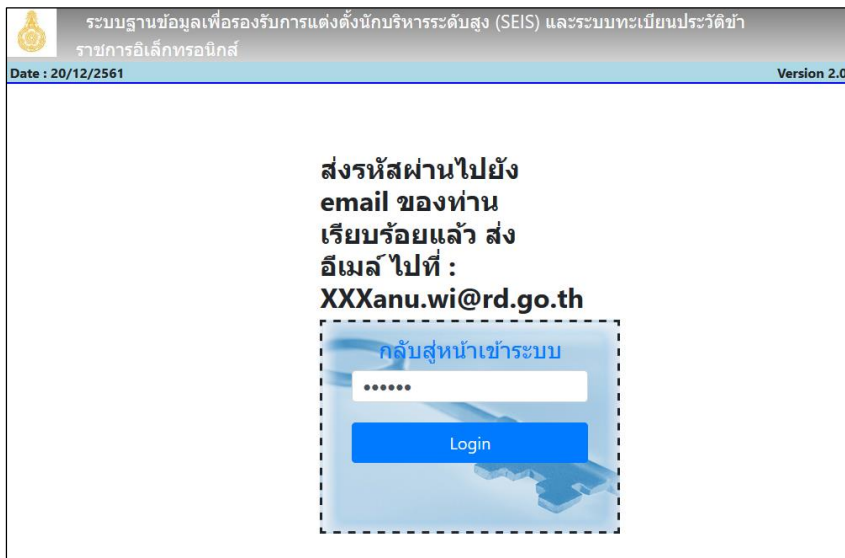 ระบบฐานข้อมูลเพื่อรองรับการแต่งตั้งนักบริหารระดับสูง (SEIS) และระบบทะเบียนประวัติข้า
ราชการอิเล็กทรอนิกส์
Date : 20/12/2561 Version 2.0
ส่งรหัสผ่านไปยัง
email ของท่าน
เรียบร้อยแล้ว ส่ง
อีเมล์ ไปที่ :
XXXanu.wi@rd.go.th
กลับสู่หน้าเข้าระบบ
••••••
Login